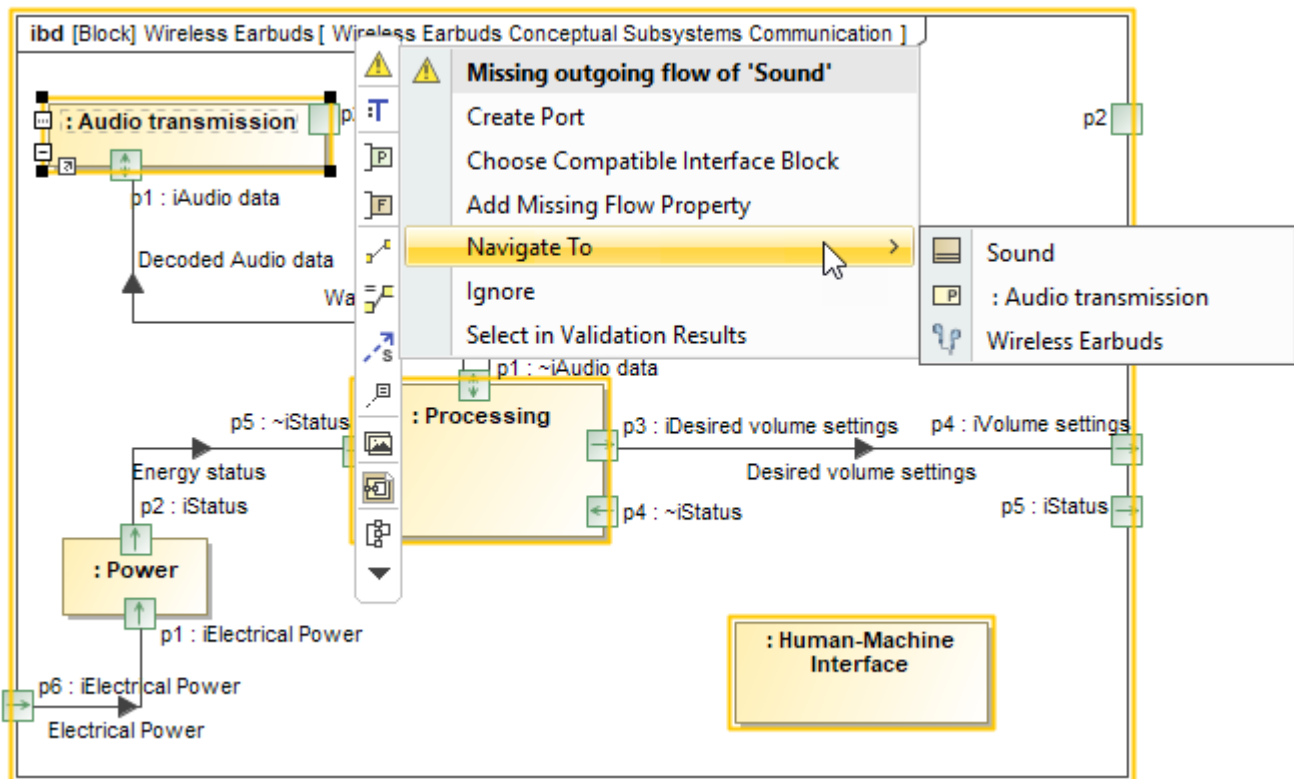 ibd [Block] Wireless Earbuds [ Wireless Earbuds Conceptual Subsystems Communication ]
Missing outgoing flow of 'Sound'
: Audio transmission
Create Port
p2
Choose Compatible Interface Block
p1 : iAudio data
Add Missing Flow Property
Navigate To
Sound
Decoded Audio data
Ignore
: Audio transmission
Select in Validation Results
Wireless Earbuds
p1 : ~iAudio data
: Processing
p5 : ~iStatus
p3 : iDesired volume settings
p4 : iVolume settings
Energy status
Desired volume settings
p2 : iStatus
p4 : ~iStatus
p5 : iStatus
: Power
p1 : iElectrical Power
: Human-Machine
Interface
p6 : iElectrical Power
Electrical Power